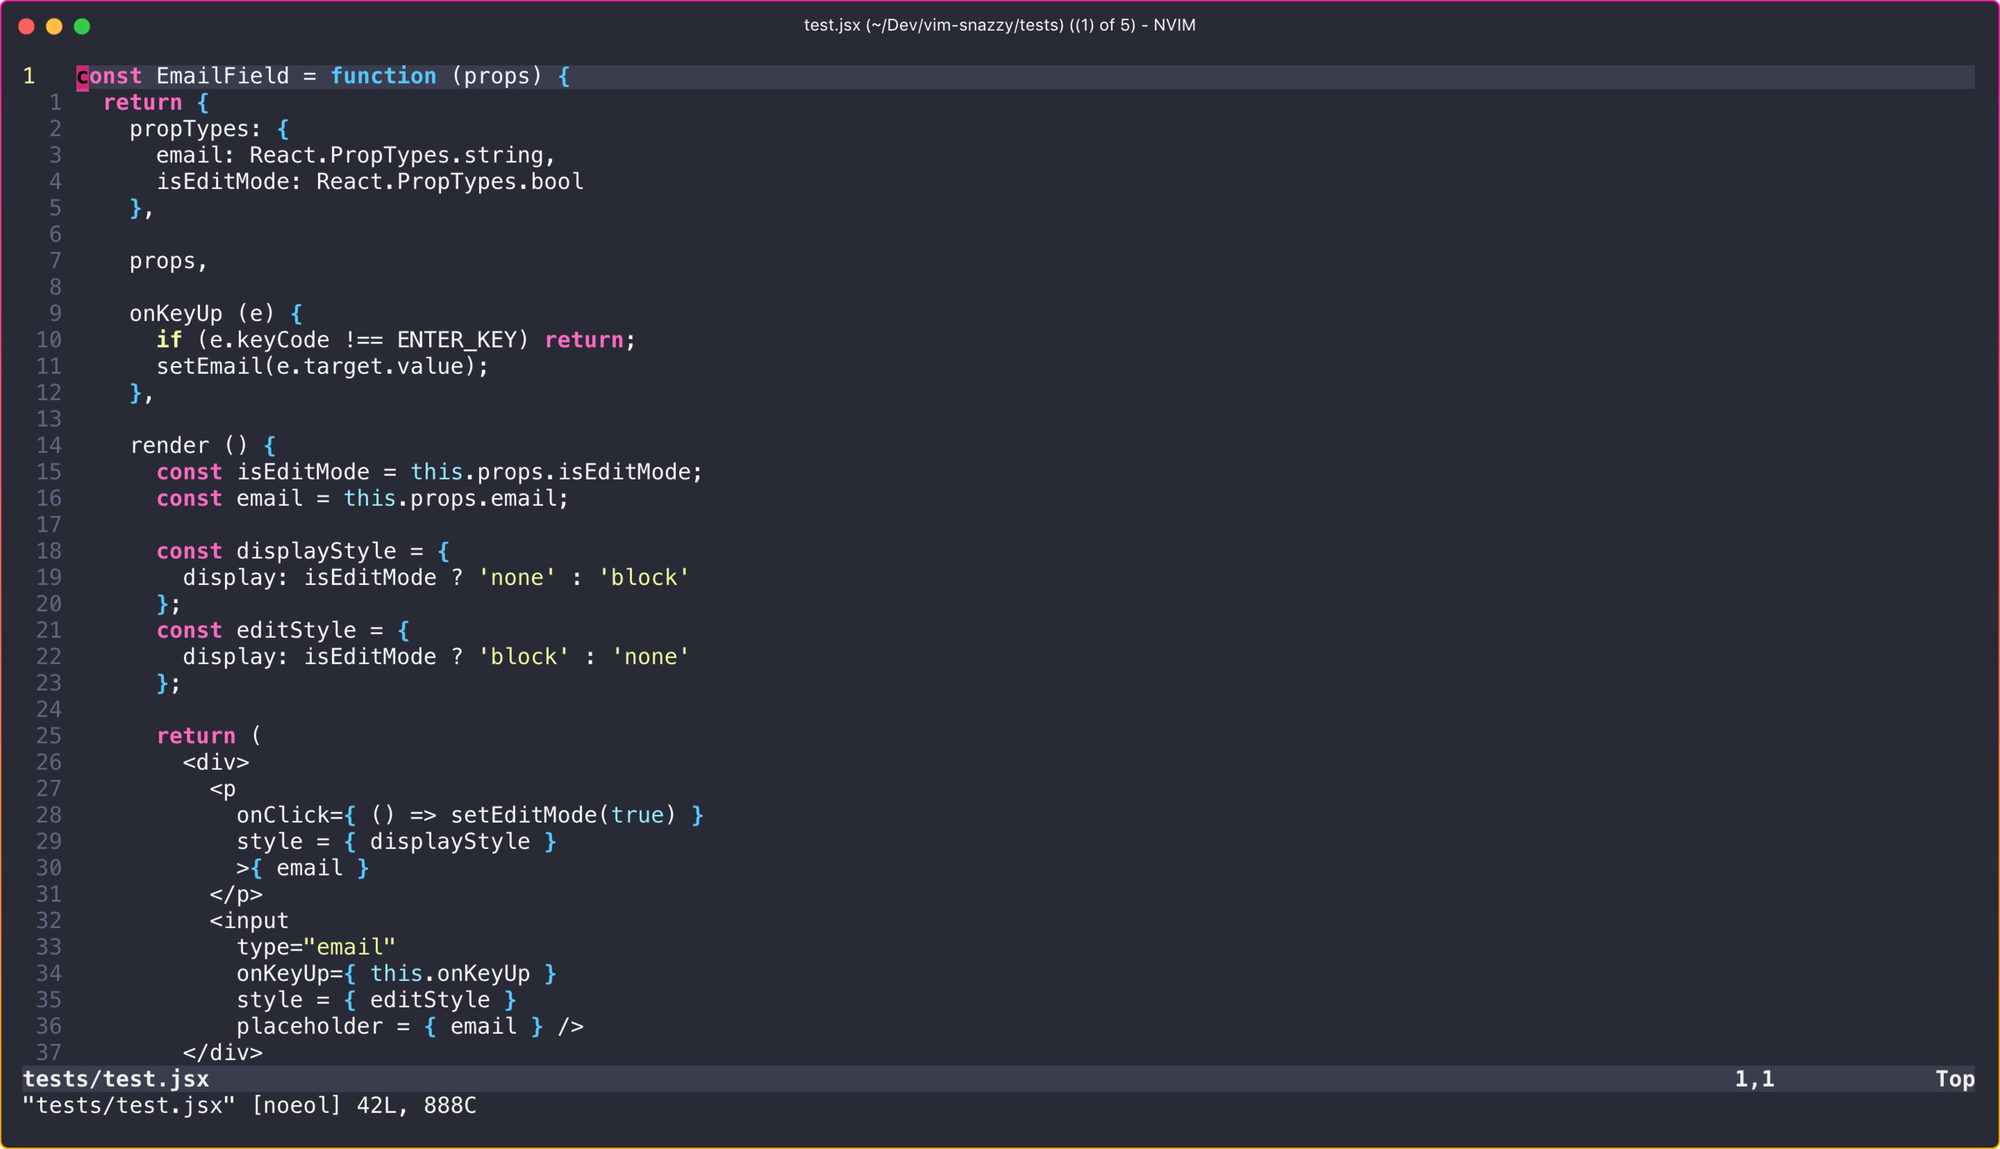 test.jsx (~/Dev/vim-snazzy/tests) ((1) of 5) - NVIM
1   const EmailField = function (props) {
  1   return {
  2     propTypes: {
  3       email: React.PropTypes.string,
  4       isEditMode: React.PropTypes.bool
  5     },
  6
  7     props,
  8
  9     onKeyUp (e) {
 10       if (e.keyCode !== ENTER_KEY) return;
 11       setEmail(e.target.value);
 12     },
 13
 14     render () {
 15       const isEditMode = this.props.isEditMode;
 16       const email = this.props.email;
 17
 18       const displayStyle = {
 19         display: isEditMode ? 'none' : 'block'
 20       };
 21       const editStyle = {
 22         display: isEditMode ? 'block' : 'none'
 23       };
 24
 25       return (
 26         <div>
 27           <p
 28             onClick={ () => setEditMode(true) }
 29             style = { displayStyle }
 30             >{ email }
 31           </p>
 32           <input
 33             type="email"
 34             onKeyUp={ this.onKeyUp }
 35             style = { editStyle }
 36             placeholder = { email } />
 37         </div>
tests/test.jsx 1,1 Top
"tests/test.jsx" [noeol] 42L, 888C